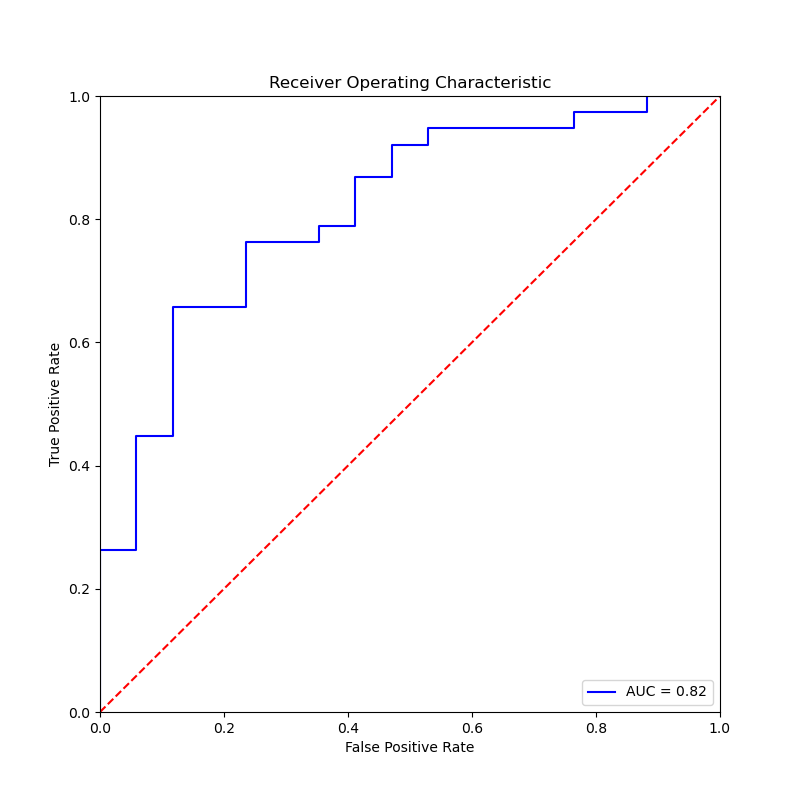 Receiver Operating Characteristic
1.0
0.8
0.6
0.4
0.2
0.0
True Positive Rate
AUC = 0.82
0.0 0.2 0.4 0.6 0.8 1.0
False Positive Rate